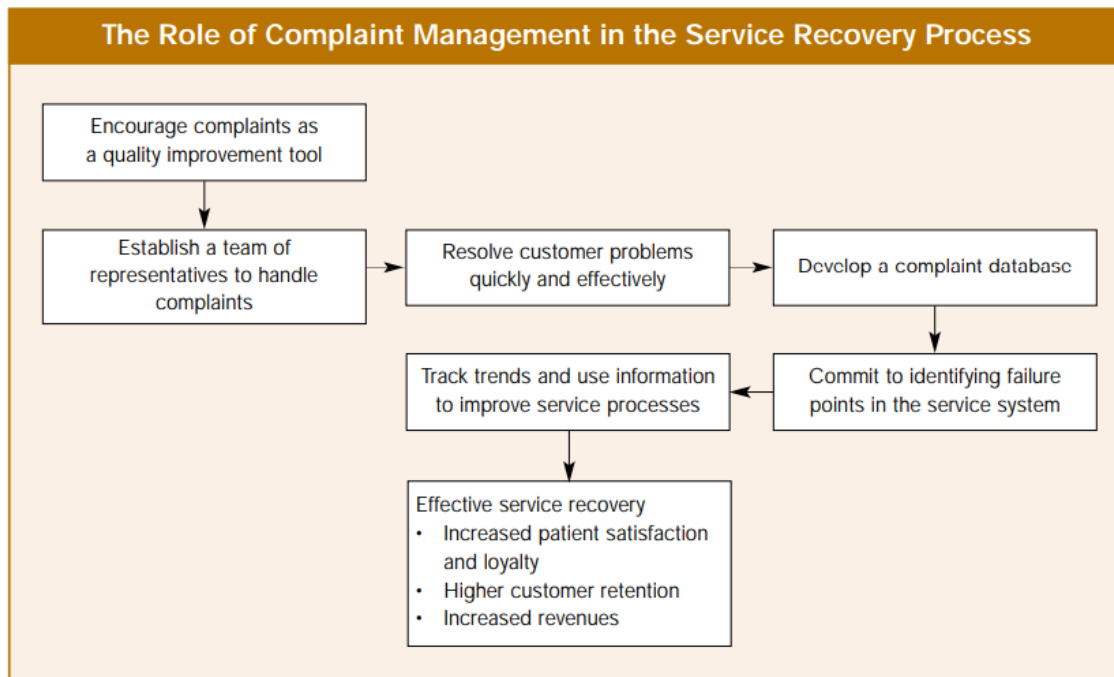 The Role of Complaint Management in the Service Recovery Process
Encourage complaints as
a quality improvement tool
Establish a team of
representatives to handle
complaints
Resolve customer problems
quickly and effectively
Develop a complaint database
Commit to identifying failure
points in the service system
Track trends and use information
to improve service processes
Effective service recovery
• Increased patient satisfaction
and loyalty
• Higher customer retention
• Increased revenues